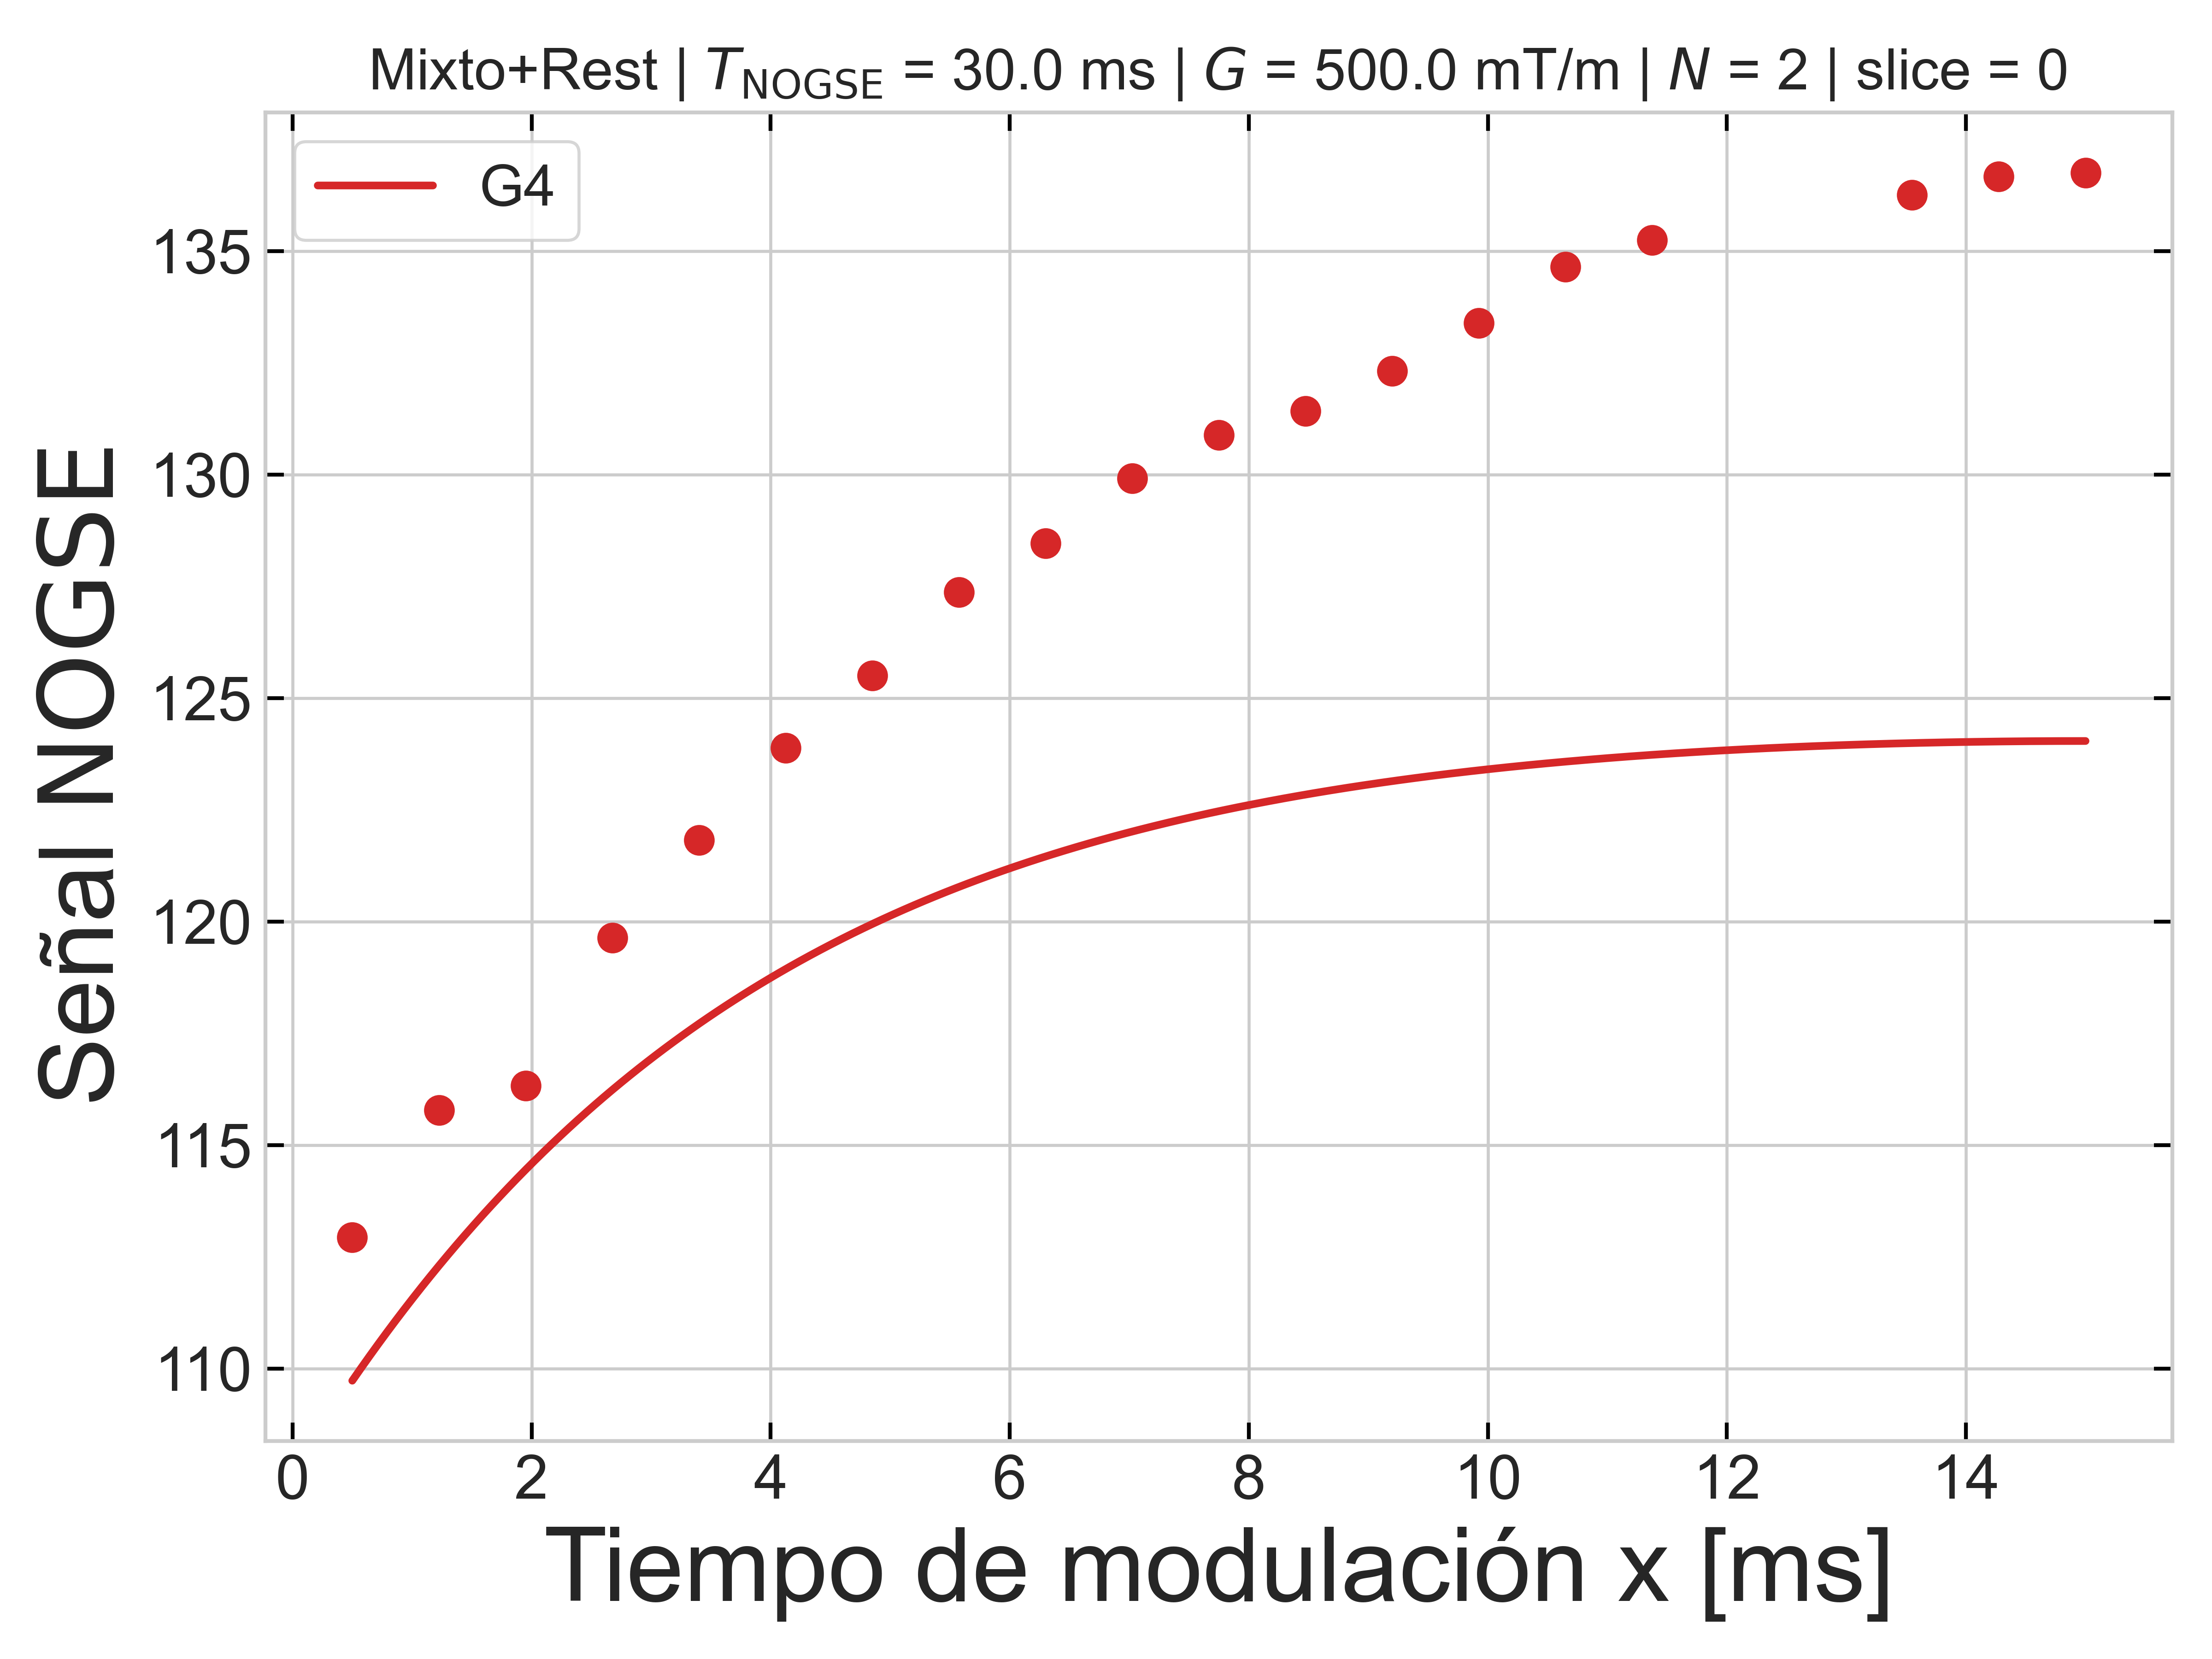 Mixto+Rest | T_NOGSE = 30.0 ms | G = 500.0 mT/m | N = 2 | slice = 0
G4
135
130
125
120
115
110
Señal NOGSE
0 2 4 6 8 10 12 14
Tiempo de modulación x [ms]